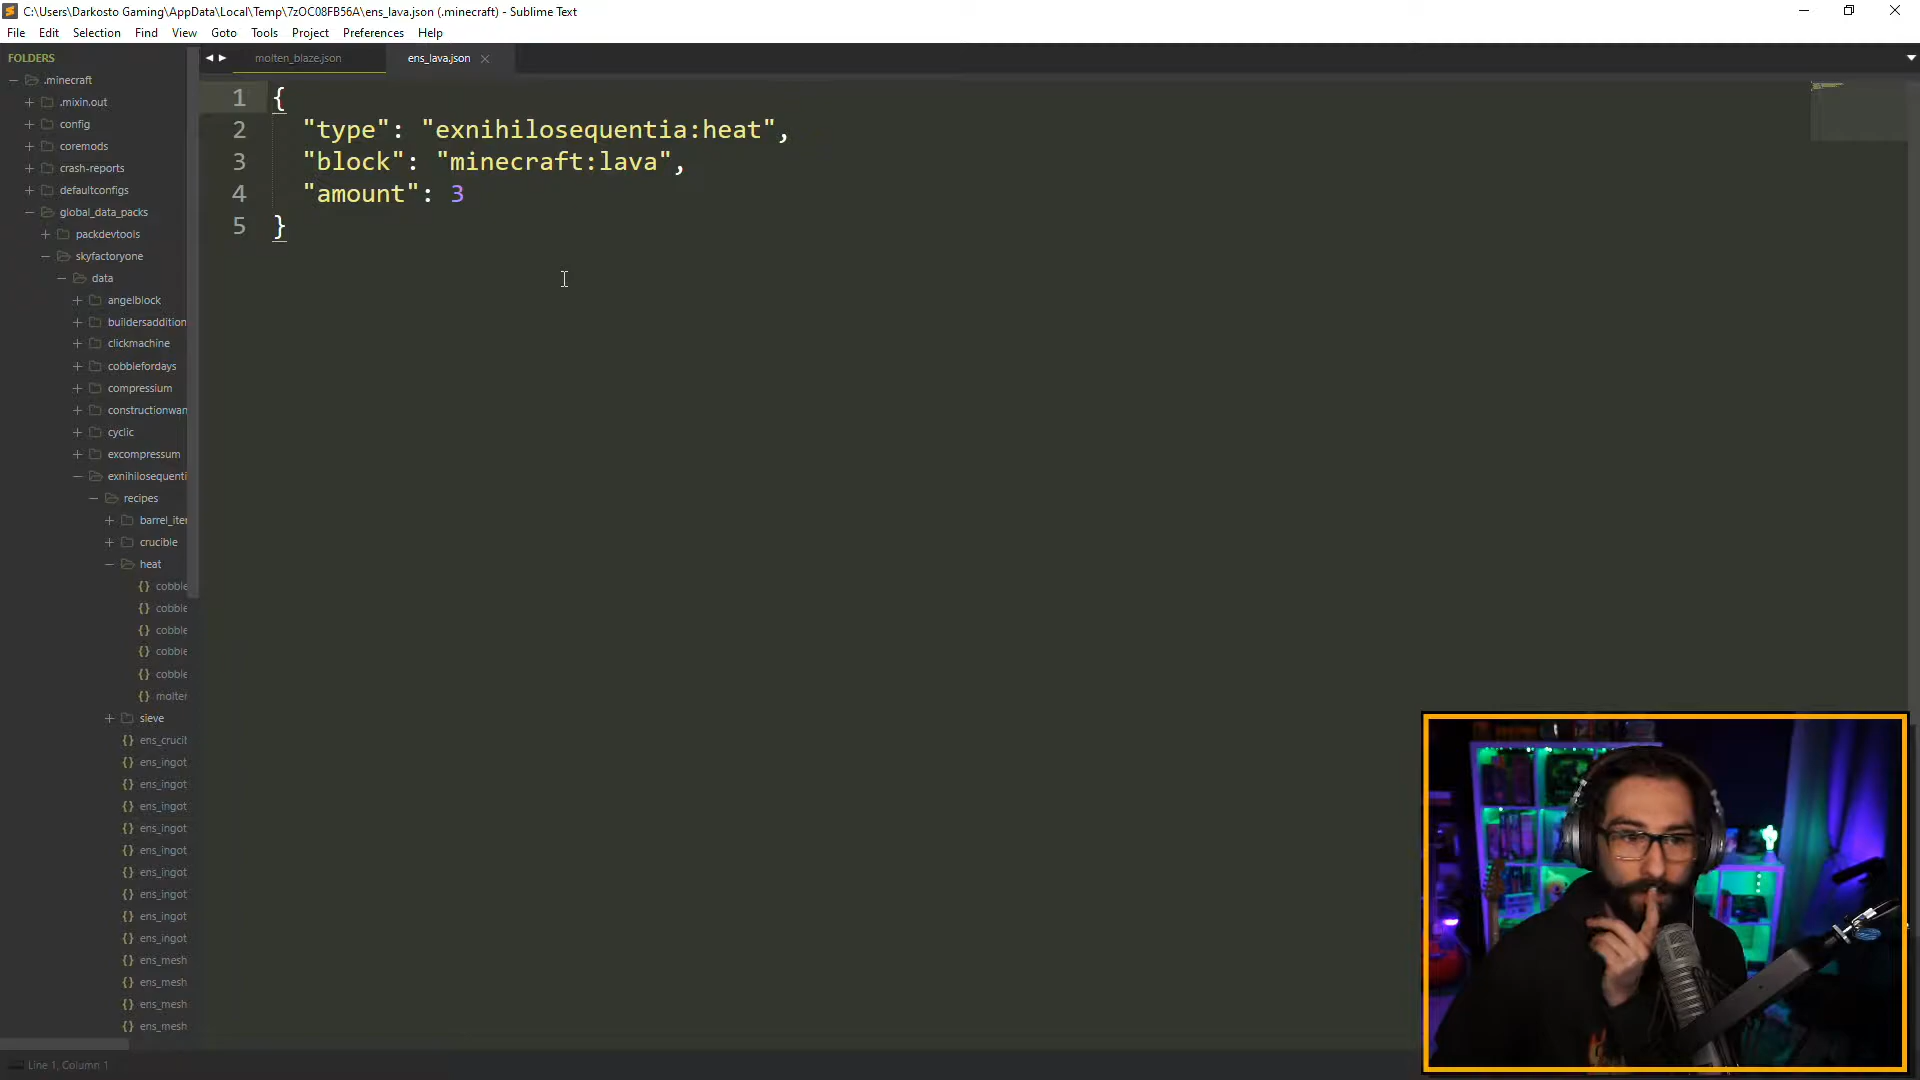 C:\Users\Darkosto Gaming\AppData\Local\Temp\7zOC08FB56A\ens_lava.json (.minecraft) - Sublime Text
File Edit Selection Find View Goto Tools Project Preferences Help
FOLDERS
.minecraft
.mixin.out
config
coremods
crash-reports
defaultconfigs
global_data_packs
packdevtools
skyfactoryone
data
angelblock
buildersaddition
clickmachine
cobblefordays
compressium
constructionwan
cyclic
excompressum
exnihilosequenti
recipes
barrel_iter
crucible
heat
{} cobble
{} cobble
{} cobble
{} cobble
{} cobble
{} molter
sieve
{} ens_crucit
{} ens_ingot
{} ens_ingot
{} ens_ingot
{} ens_ingot
{} ens_ingot
{} ens_ingot
{} ens_ingot
{} ens_ingot
{} ens_ingot
{} ens_mesh
{} ens_mesh
{} ens_mesh
{} ens_mesh
molten_blaze.json ens_lava.json
1 {
2 "type": "exnihilosequentia:heat",
3 "block": "minecraft:lava",
4 "amount": 3
5 }
Line 1, Column 1